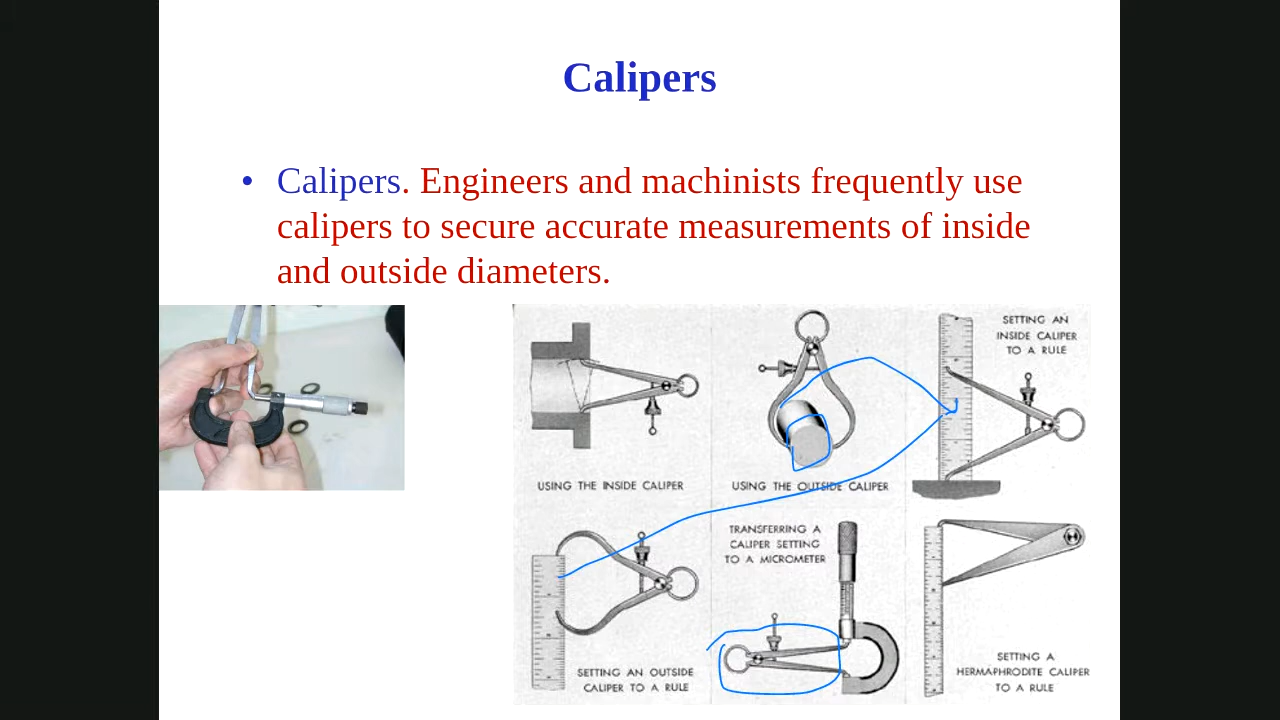 Calipers
• Calipers. Engineers and machinists frequently use
calipers to secure accurate measurements of inside
and outside diameters.
SETTING AN
INSIDE CALIPER
TO A RULE
USING THE INSIDE CALIPER
USING THE OUTSIDE CALIPER
TRANSFERRING A
CALIPER SETTING
TO A MICROMETER
SETTING AN OUTSIDE
CALIPER TO A RULE
SETTING A
HERMAPHRODITE CALIPER
TO A RULE